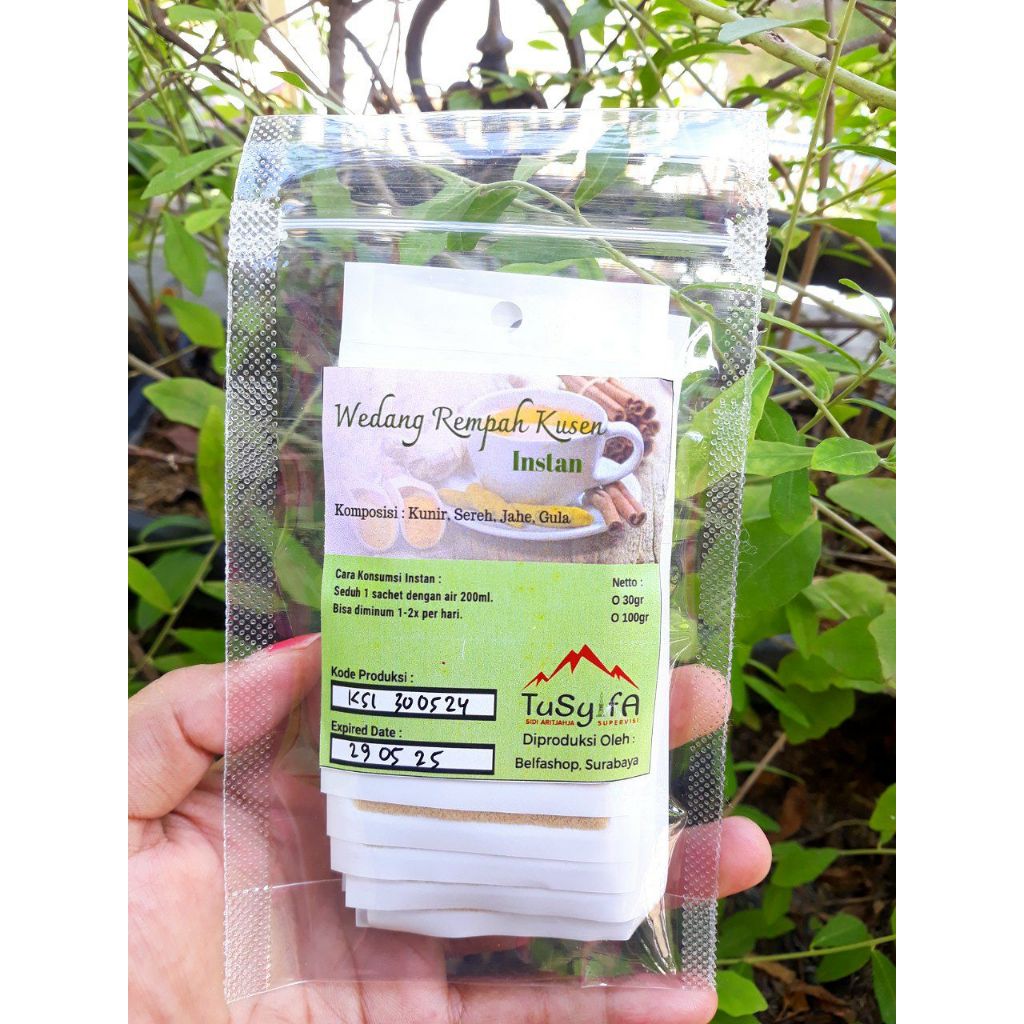 Wedang Rempah Kusen
Instan
Komposisi : Kunir, Sereh, Jahe, Gula
Cara Konsumsi Instan :
Seduh 1 sachet dengan air 200ml.
Bisa diminum 1-2x per hari.
Netto :
O 30gr
O 100gr
Kode Produksi :
KSI 300524
Expired Date :
29 05 25
TuSyifA
SIDI ARITJAHJA SUPERVISI
Diproduksi Oleh :
Belfashop, Surabaya